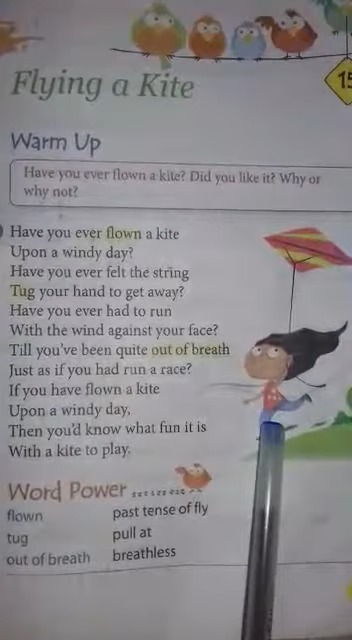 15
Flying a Kite
Warm Up
Have you ever flown a kite? Did you like it? Why or
why not?
Have you ever flown a kite
Upon a windy day?
Have you ever felt the string
Tug your hand to get away?
Have you ever had to run
With the wind against your face?
Till you've been quite out of breath
Just as if you had run a race?
If you have flown a kite
Upon a windy day,
Then you'd know what fun it is
With a kite to play.
Word Power
flown past tense of fly
tug pull at
out of breath breathless